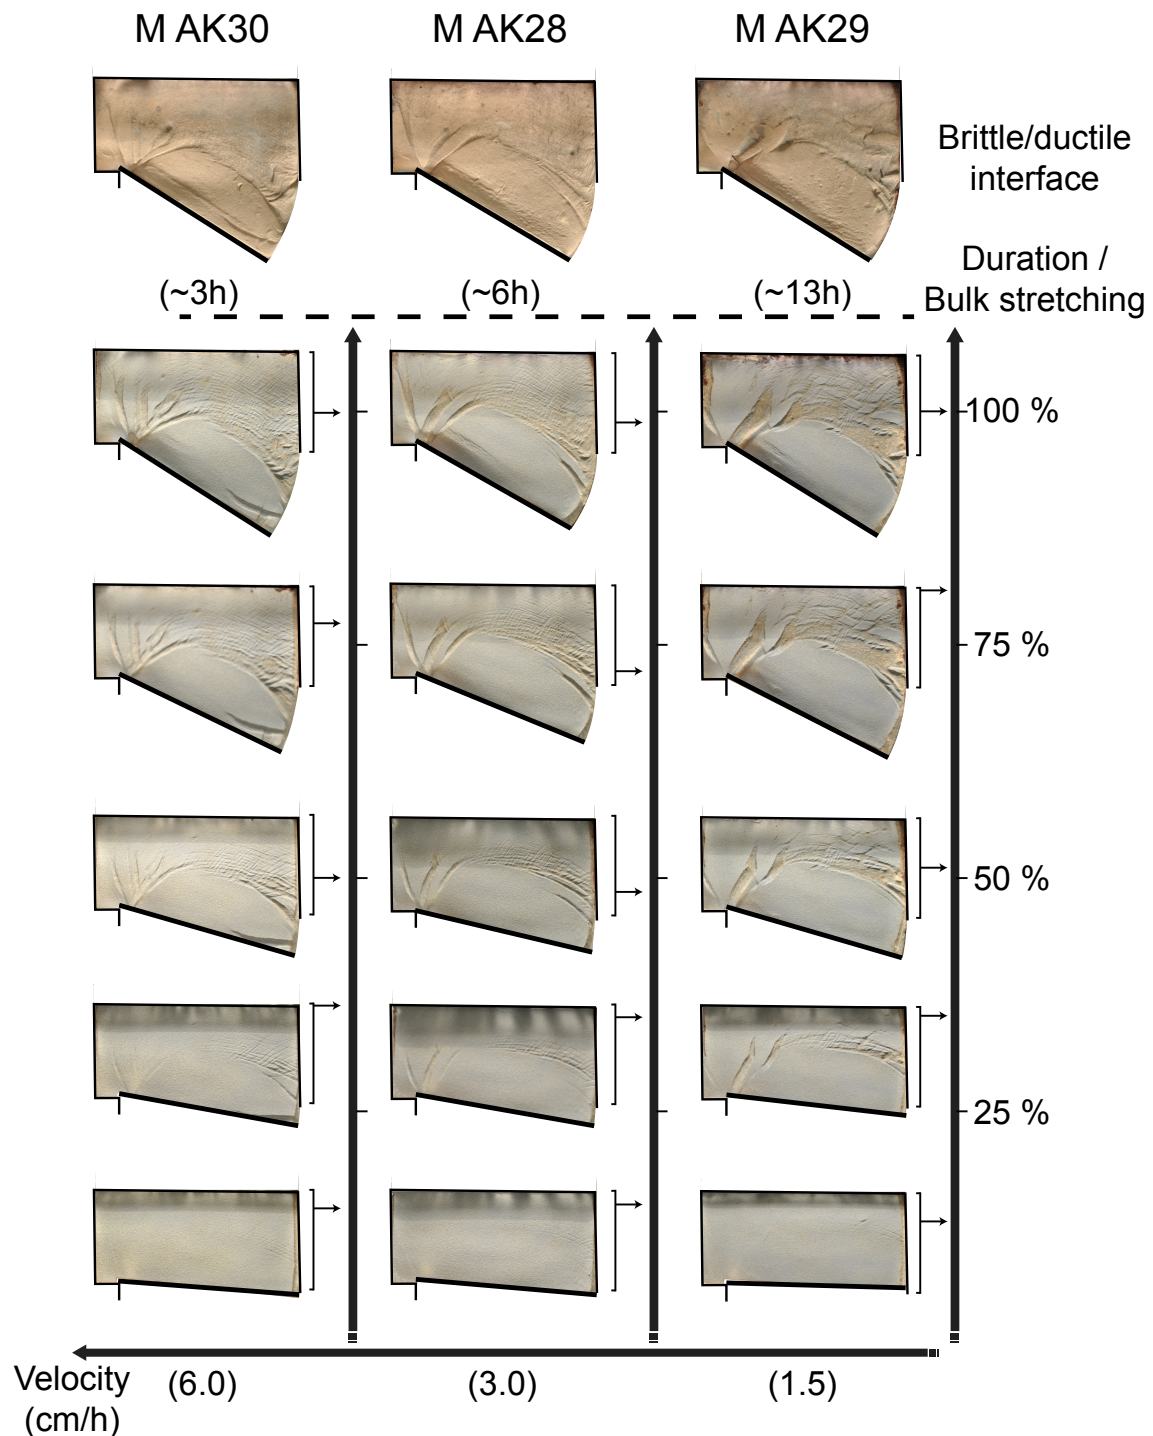 M AK30
M AK28
M AK29
Brittle/ductile
interface
Duration /
Bulk stretching
(~3h)
(~6h)
(~13h)
100 %
75 %
50 %
25 %
Velocity
(cm/h)
(6.0)
(3.0)
(1.5)